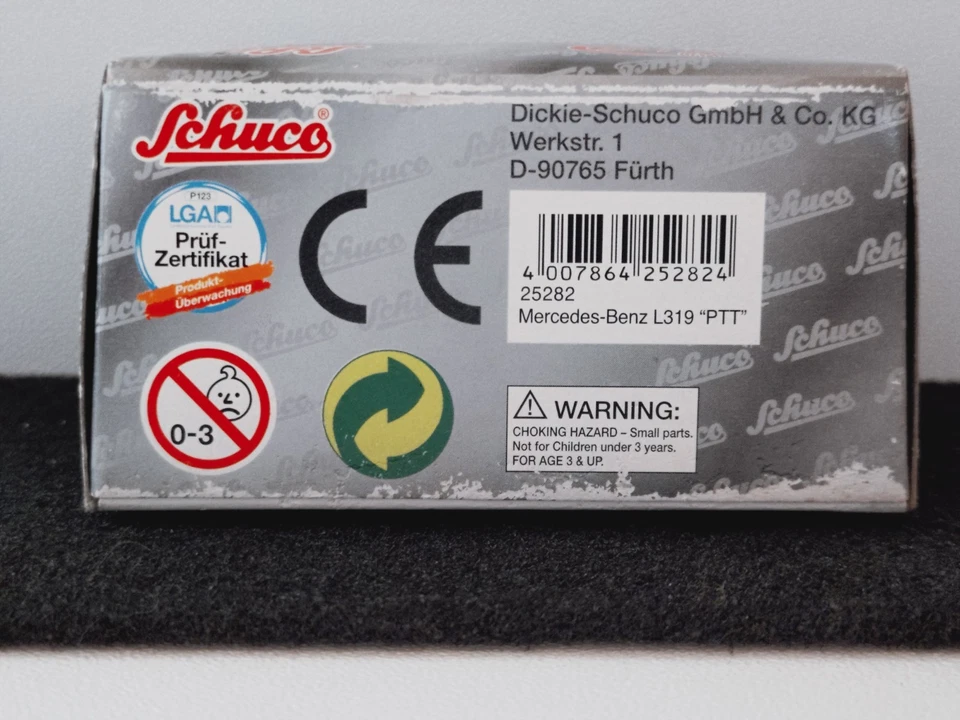 Schuco®
Dickie-Schuco GmbH & Co. KG
Werkstr. 1
D-90765 Fürth
P123
LGA
Prüf-
Zertifikat
Produkt-
Überwachung
CE
4 007864 252824
25282
Mercedes-Benz L319 “PTT”
0-3
WARNING:
CHOKING HAZARD – Small parts.
Not for Children under 3 years.
FOR AGE 3 & UP.